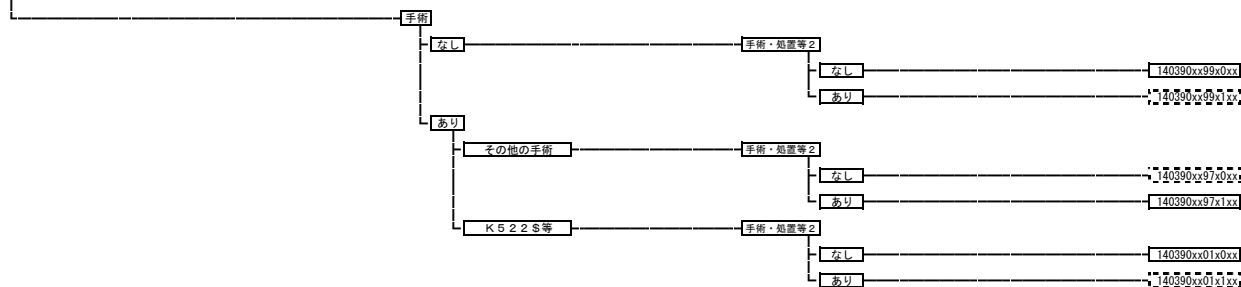 手術
なし 手術・処置等2
なし 140390xx99x0xx
あり 140390xx99x1xx
あり
その他の手術 手術・処置等2
なし 140390xx97x0xx
あり 140390xx97x1xx
K522$等 手術・処置等2
なし 140390xx01x0xx
あり 140390xx01x1xx